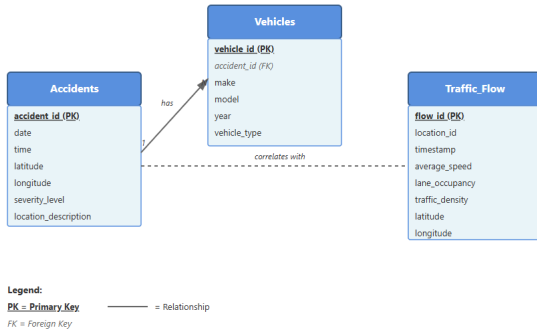 Vehicles
vehicle_id (PK)
accident_id (FK)
make
model
year
vehicle_type
Accidents
accident_id (PK)
date
time
latitude
longitude
severity_level
location_description
has
1
correlates with
Traffic_Flow
flow_id (PK)
location_id
timestamp
average_speed
lane_occupancy
traffic_density
latitude
longitude
Legend:
PK = Primary Key
= Relationship
FK = Foreign Key